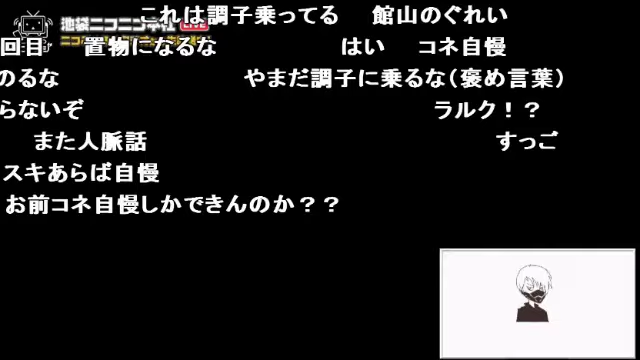 これは調子乗ってる 館山のぐれい
池袋ニコニコ本社 LIVE
回目 置物になるな はい コネ自慢
のるな やまだ調子に乗るな(褒め言葉)
らないぞ ラルク！？
また人脈話 すっご
スキあらば自慢
お前コネ自慢しかできんのか？？